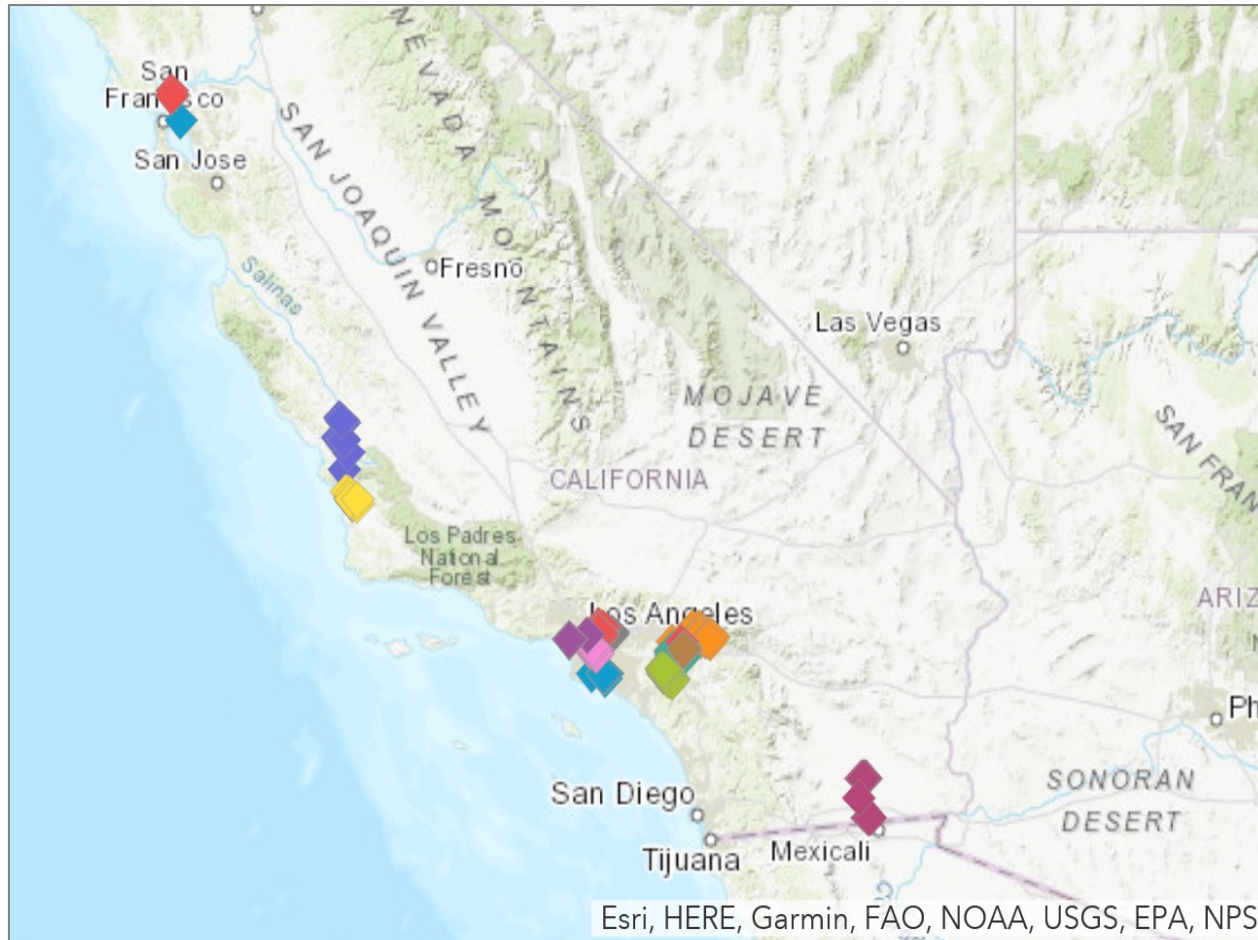 San
Francisco
San Jose
NEVADA
MOUNTAINS
SAN JOAQUIN VALLEY
Salinas
Fresno
Las Vegas
MOJAVE
DESERT
CALIFORNIA
SAN FRAN
Los Padres
National
Forest
Los Angeles
ARIZ
Ph
SONORAN
DESERT
San Diego
Tijuana
Mexicali
Esri, HERE, Garmin, FAO, NOAA, USGS, EPA, NPS